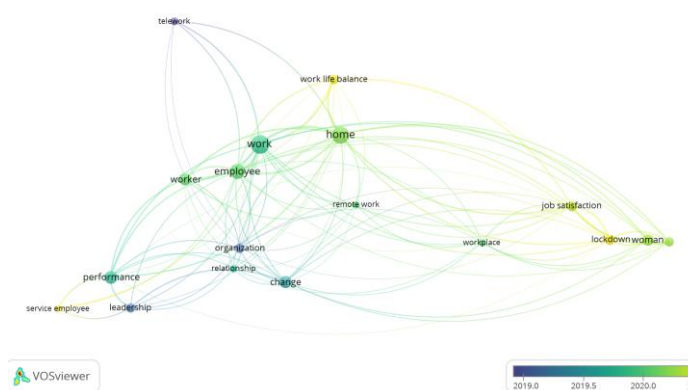 telework
work life balance
home
work
employee
worker
remote work
job satisfaction
organization
workplace
lockdown
woman
relationship
performance
change
service employee
leadership
VOSviewer
2019.0
2019.5
2020.0